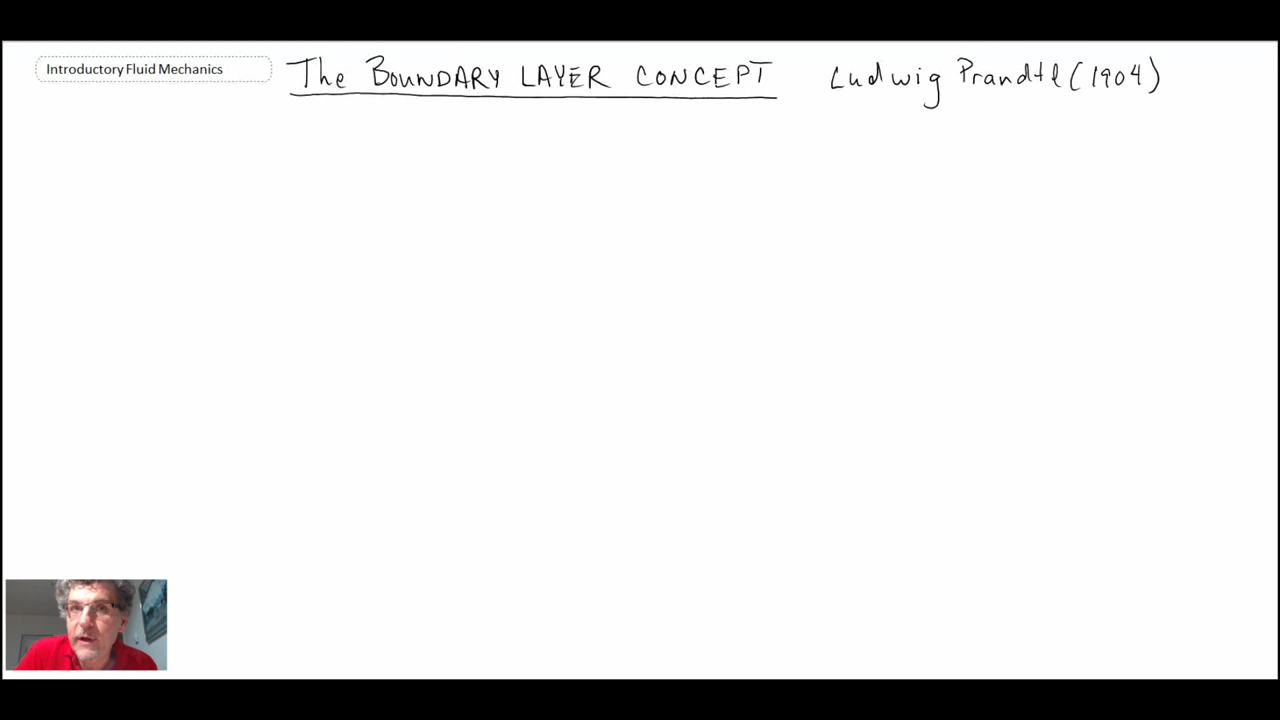 Introductory Fluid Mechanics
The BOUNDARY LAYER CONCEPT Ludwig Prandtl (1904)